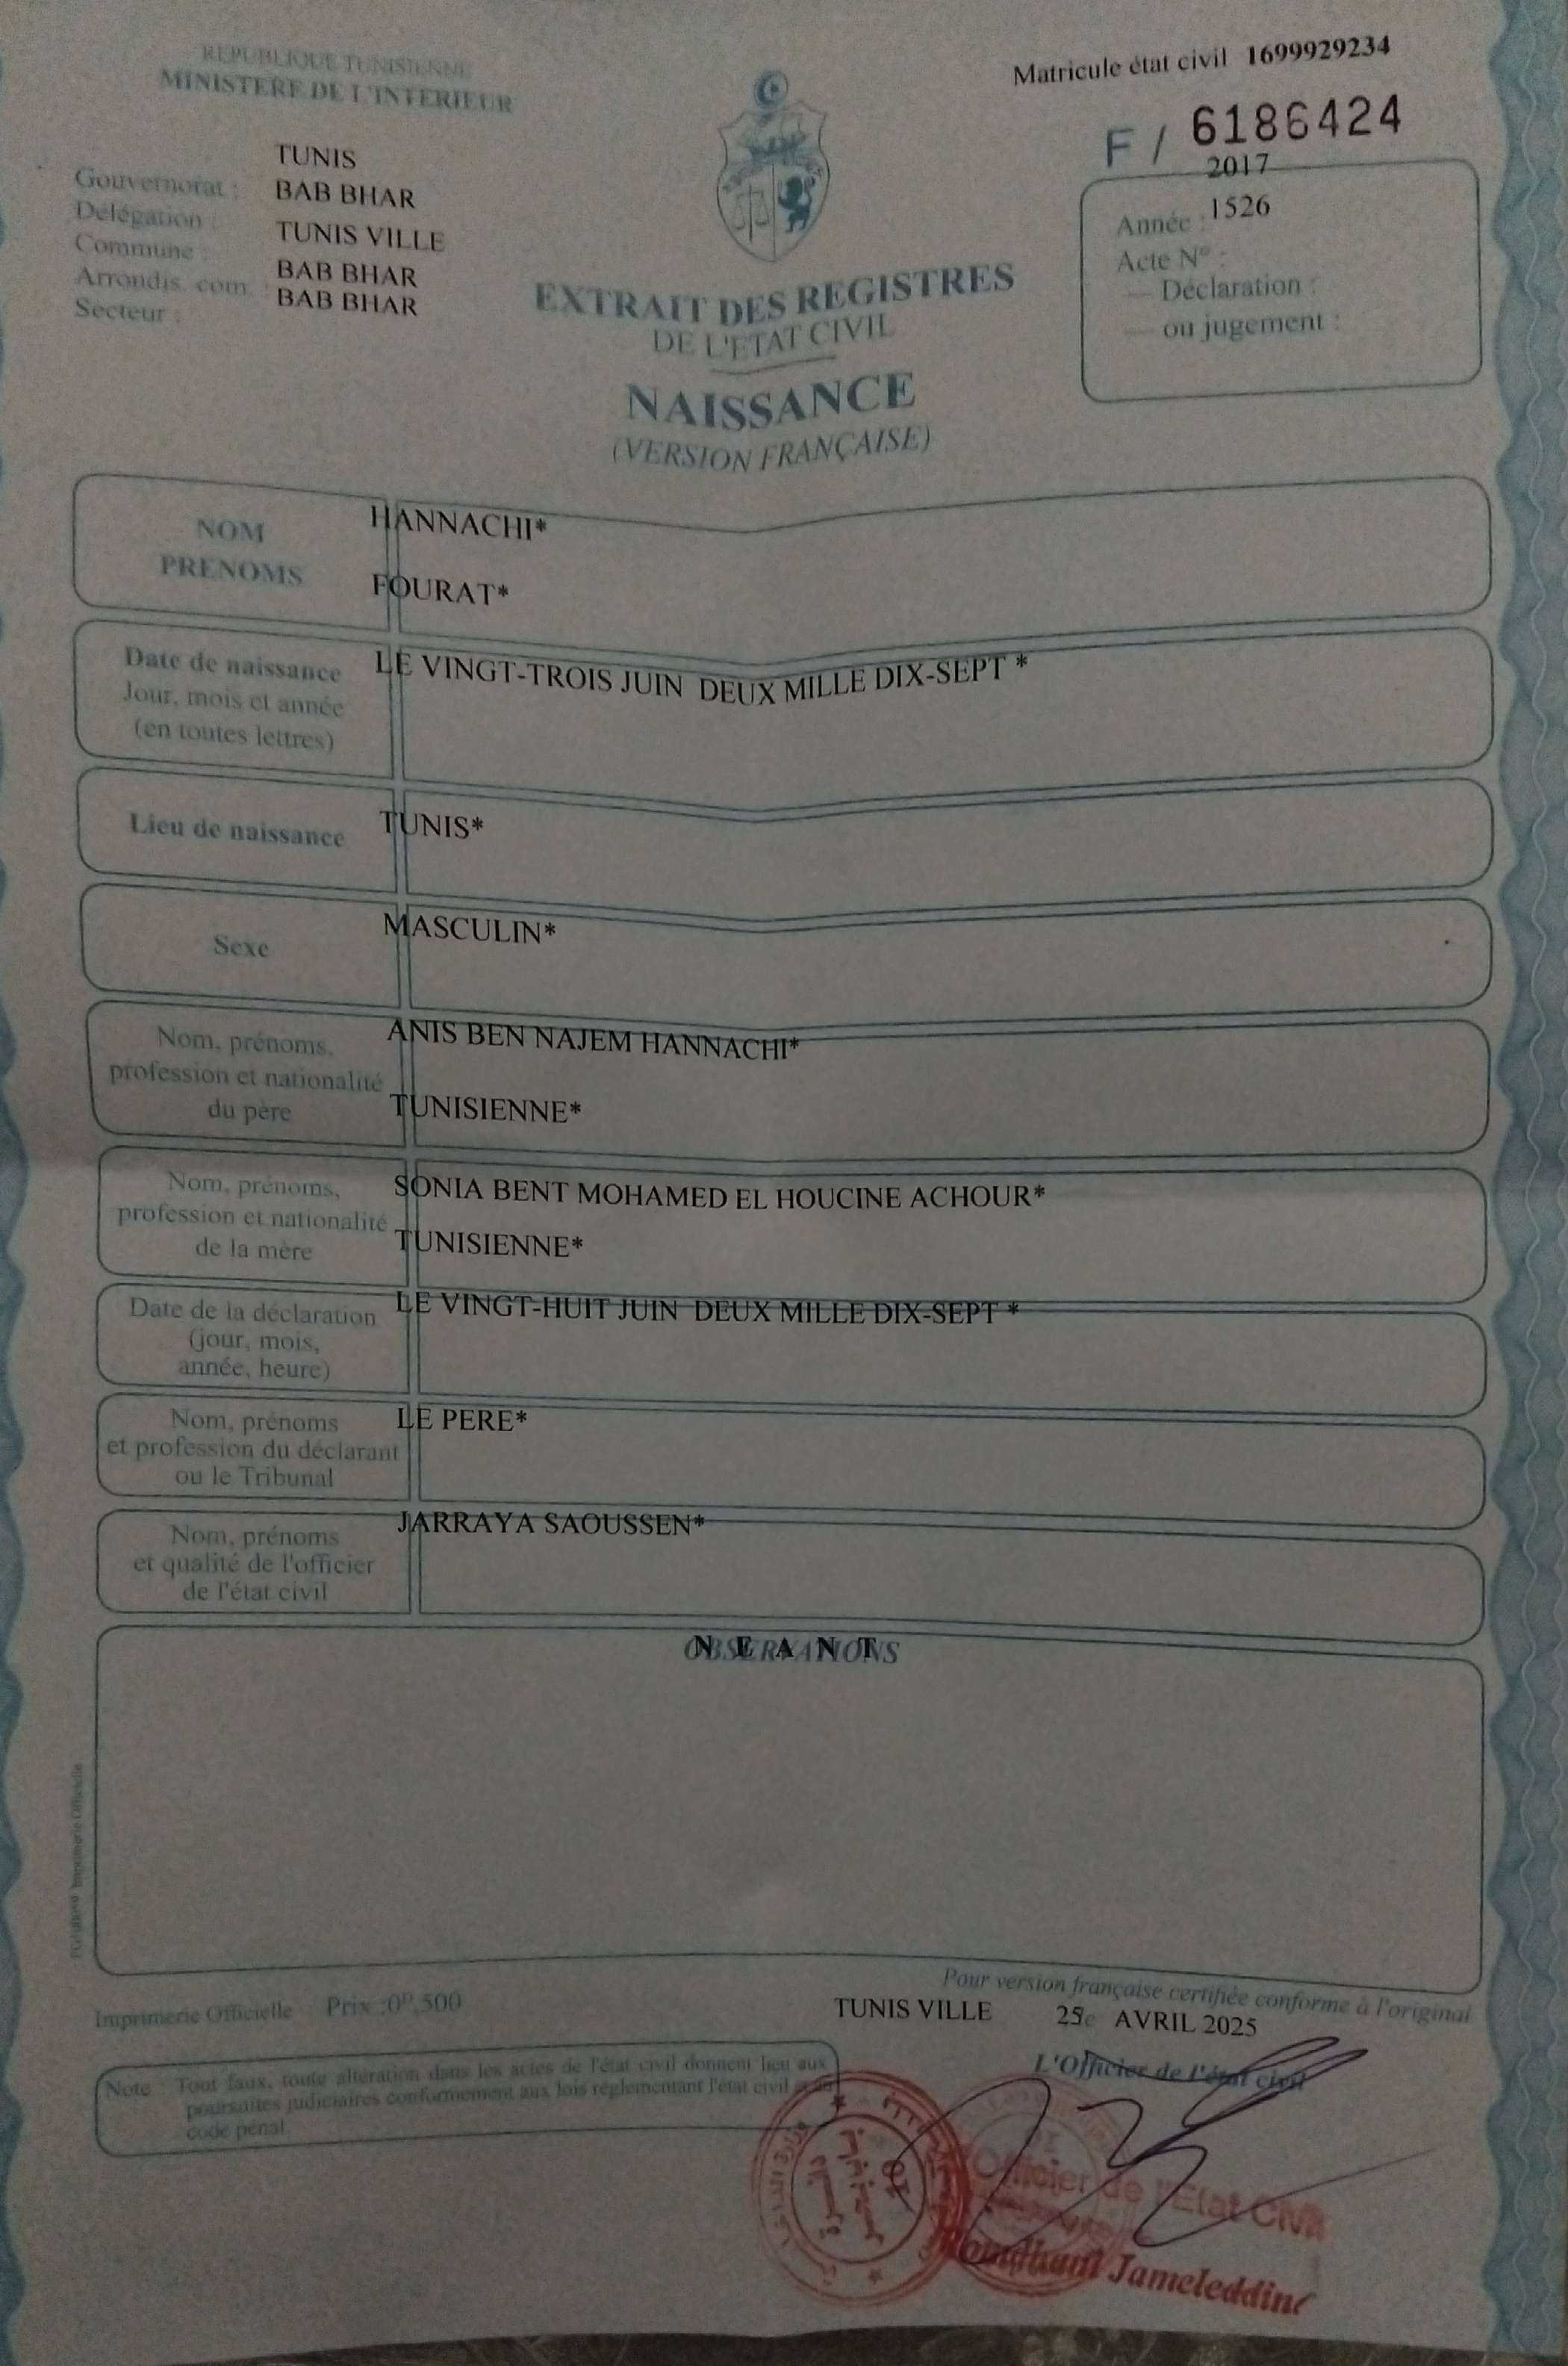 REPUBLIQUE TUNISIENNE
MINISTERE DE L'INTERIEUR
Matricule état civil 1699929234
F / 6186424
Gouvernorat : TUNIS
Délégation : BAB BHAR
Commune : TUNIS VILLE
Arrondis. com. BAB BHAR
Secteur : BAB BHAR
2017
Année : 1526
Acte N° :
— Déclaration :
— ou jugement :
EXTRAIT DES REGISTRES
DE L'ETAT CIVIL
NAISSANCE
(VERSION FRANÇAISE)
NOM HANNACHI*
PRENOMS FOURAT*
Date de naissance LE VINGT-TROIS JUIN DEUX MILLE DIX-SEPT *
Jour, mois et année
(en toutes lettres)
Lieu de naissance TUNIS*
Sexe MASCULIN*
Nom, prénoms, ANIS BEN NAJEM HANNACHI*
profession et nationalité
du père TUNISIENNE*
Nom, prénoms, SONIA BENT MOHAMED EL HOUCINE ACHOUR*
profession et nationalité
de la mère TUNISIENNE*
Date de la déclaration LE VINGT-HUIT JUIN DEUX MILLE DIX-SEPT *
(jour, mois,
année, heure)
Nom, prénoms LE PERE*
et profession du déclarant
ou le Tribunal
Nom, prénoms JARRAYA SAOUSSEN*
et qualité de l'officier
de l'état civil
OBSERVATIONS
N E A N T
Imprimerie Officielle Prix :0ᴰ,500
Pour version française certifiée conforme à l'original
TUNIS VILLE 25 AVRIL 2025
L'Officier de l'état civil
Note : Tout faux, toute altération dans les actes de l'état civil donnent lieu aux
poursuites judiciaires conformement aux lois réglementant l'état civil
code pénal.
Officier de l'Etat Civil
Romdhani Jameleddine